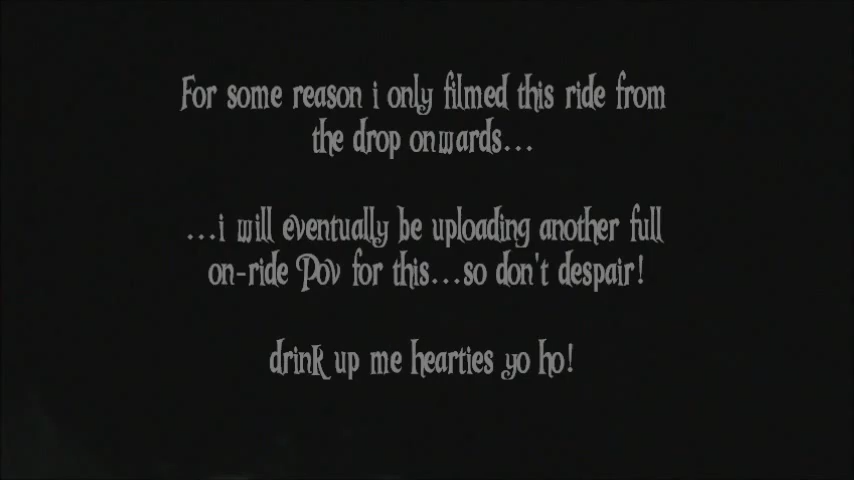 For some reason i only filmed this ride from
the drop onwards...
...i will eventually be uploading another full
on-ride Pov for this...so don't despair!
drink up me hearties yo ho!